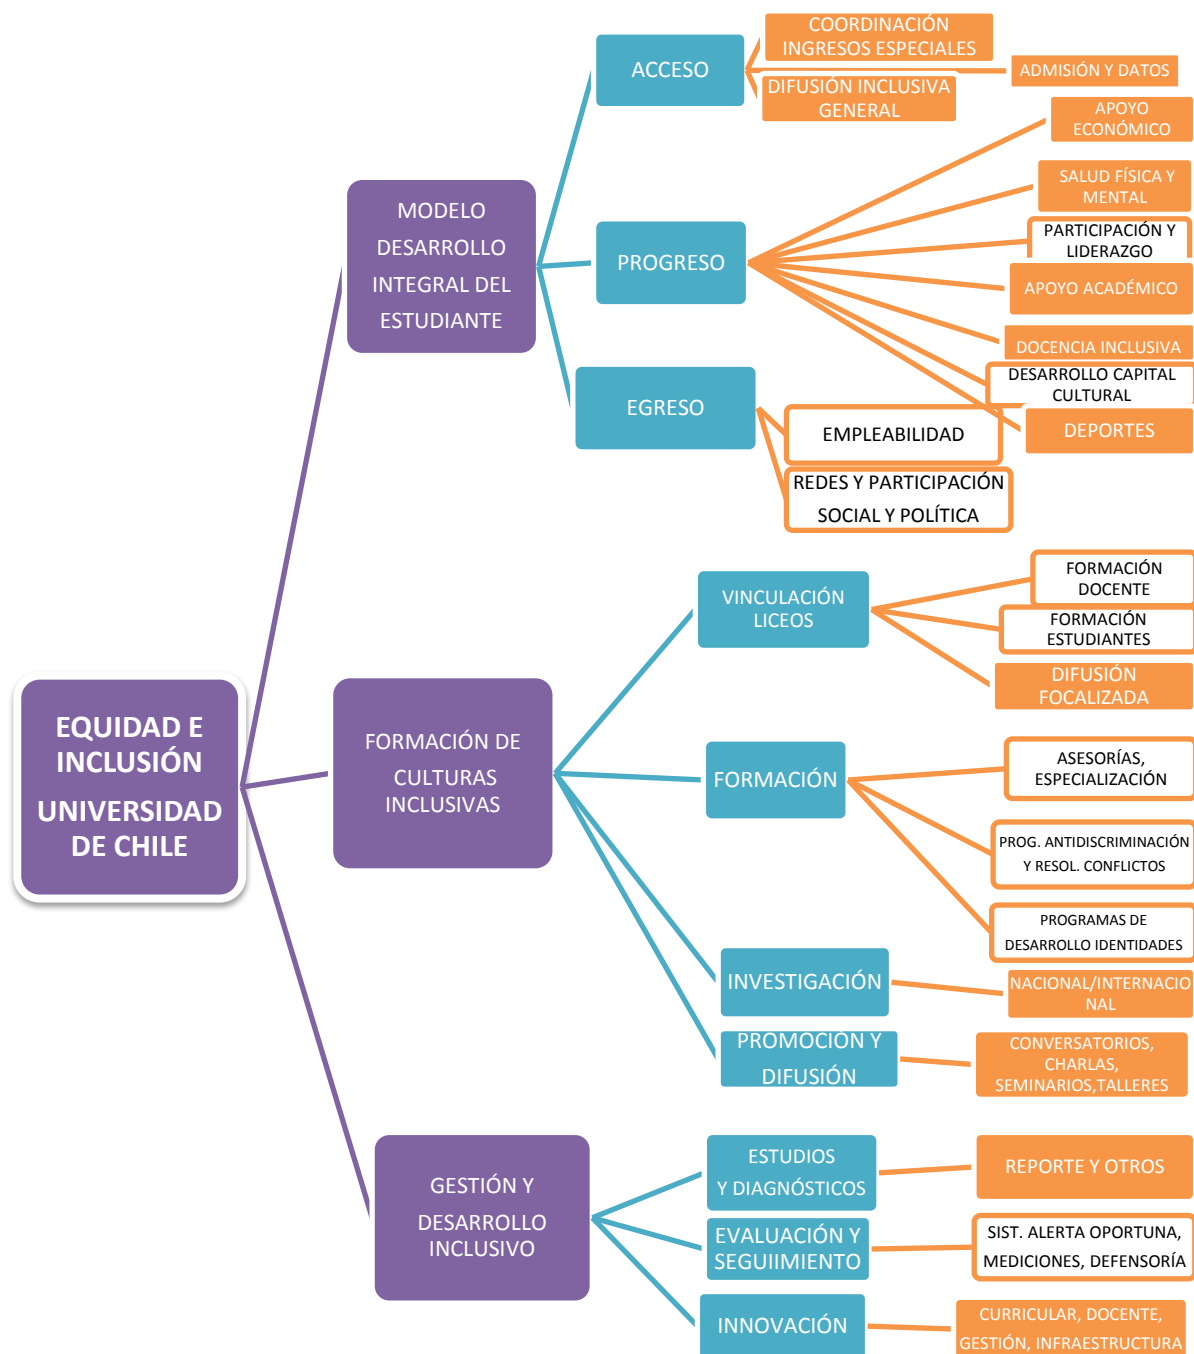 EQUIDAD E
INCLUSIÓN
UNIVERSIDAD
DE CHILE
MODELO
DESARROLLO
INTEGRAL DEL
ESTUDIANTE
ACCESO
COORDINACIÓN
INGRESOS ESPECIALES
ADMISIÓN Y DATOS
DIFUSIÓN INCLUSIVA
GENERAL
PROGRESO
APOYO
ECONÓMICO
SALUD FÍSICA Y
MENTAL
PARTICIPACIÓN Y
LIDERAZGO
APOYO ACADÉMICO
DOCENCIA INCLUSIVA
DESARROLLO CAPITAL
CULTURAL
DEPORTES
EGRESO
EMPLEABILIDAD
REDES Y PARTICIPACIÓN
SOCIAL Y POLÍTICA
FORMACIÓN DE
CULTURAS
INCLUSIVAS
VINCULACIÓN
LICEOS
FORMACIÓN
DOCENTE
FORMACIÓN
ESTUDIANTES
DIFUSIÓN
FOCALIZADA
FORMACIÓN
ASESORÍAS,
ESPECIALIZACIÓN
PROG. ANTIDISCRIMINACIÓN
Y RESOL. CONFLICTOS
PROGRAMAS DE
DESARROLLO IDENTIDADES
INVESTIGACIÓN
NACIONAL/INTERNACIO
NAL
PROMOCIÓN Y
DIFUSIÓN
CONVERSATORIOS,
CHARLAS,
SEMINARIOS,TALLERES
GESTIÓN Y
DESARROLLO
INCLUSIVO
ESTUDIOS
Y DIAGNÓSTICOS
REPORTE Y OTROS
EVALUACIÓN Y
SEGUIIMIENTO
SIST. ALERTA OPORTUNA,
MEDICIONES, DEFENSORÍA
INNOVACIÓN
CURRICULAR, DOCENTE,
GESTIÓN, INFRAESTRUCTURA